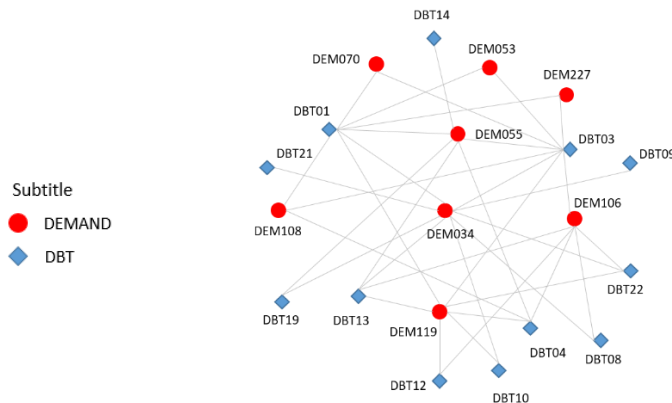 DBT14
DEM053
DEM070
DEM227
DBT01
DEM055
DBT03
DBT09
DBT21
Subtitle
DEMAND
DBT
DEM106
DEM108
DEM034
DBT22
DBT19
DBT13
DEM119
DBT04
DBT08
DBT12
DBT10